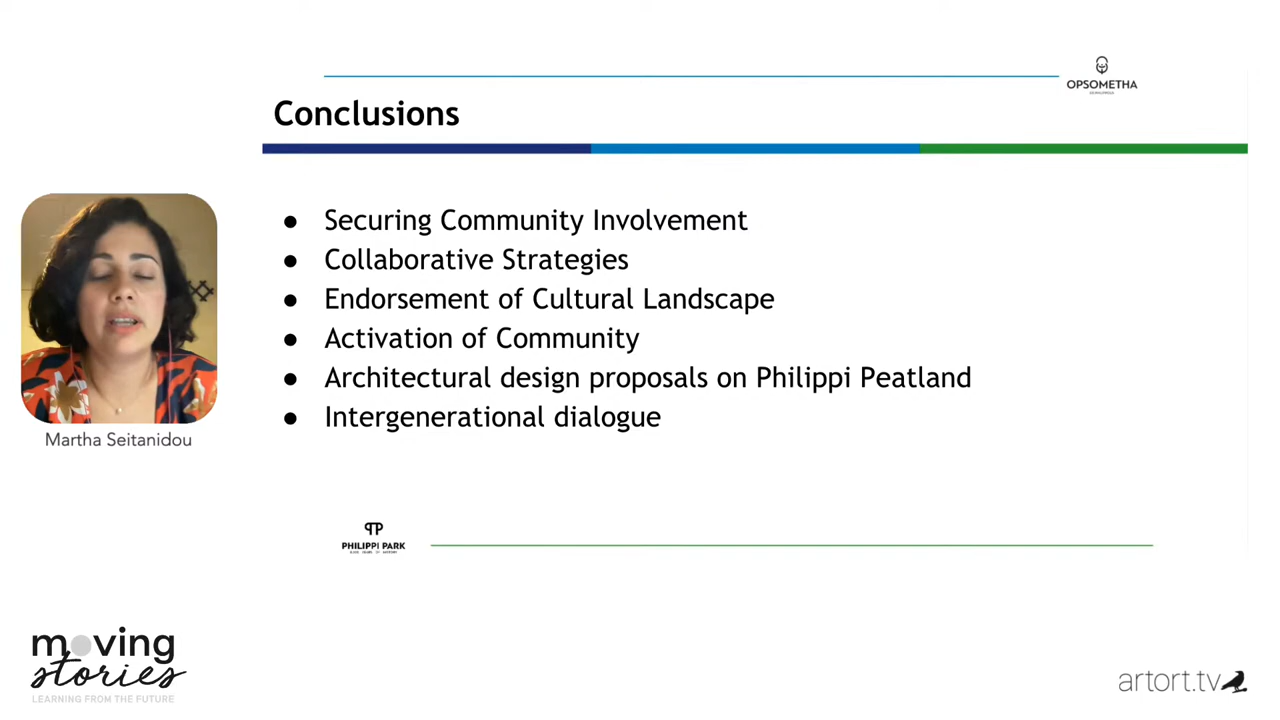 OPSOMETHA
Conclusions
● Securing Community Involvement
● Collaborative Strategies
● Endorsement of Cultural Landscape
● Activation of Community
● Architectural design proposals on Philippi Peatland
● Intergenerational dialogue
Martha Seitanidou
PHILIPPI PARK
moving
stories
LEARNING FROM THE FUTURE
artort.tv